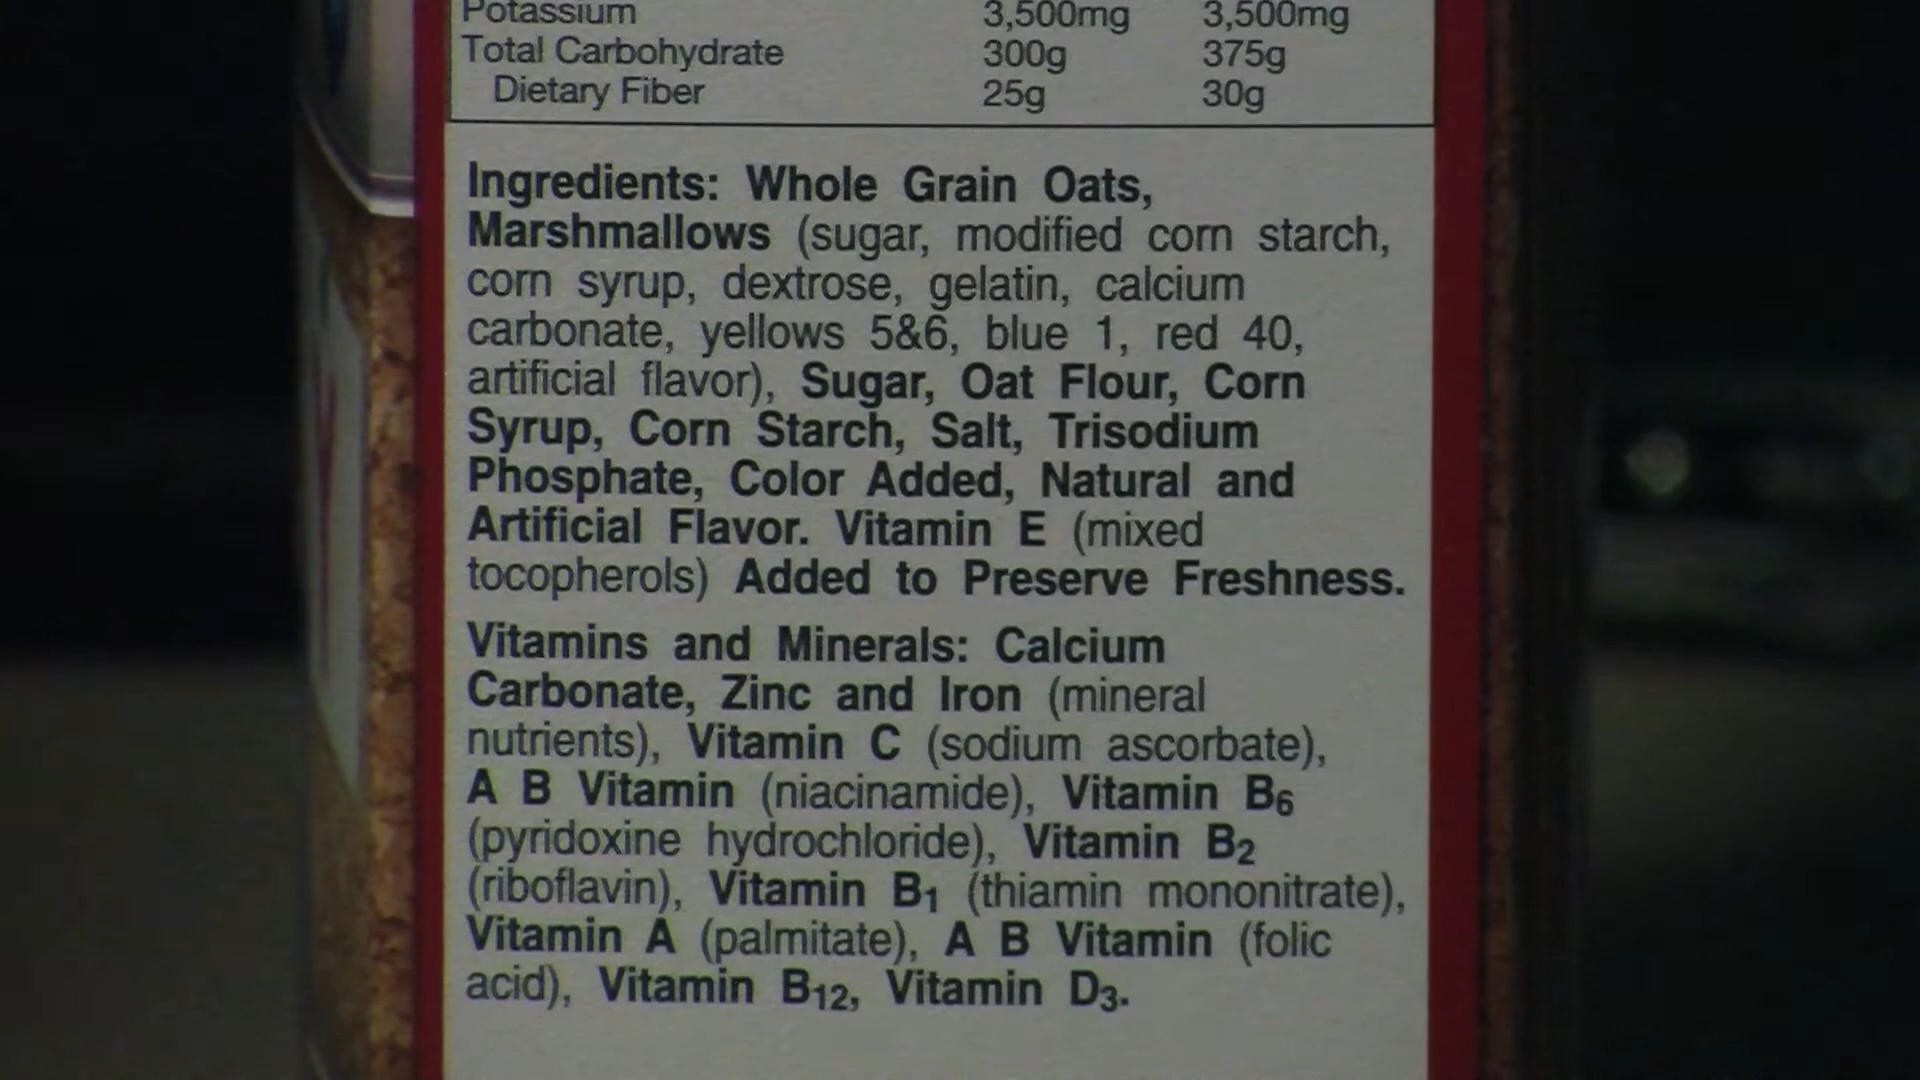 Potassium 3,500mg 3,500mg
Total Carbohydrate 300g 375g
Dietary Fiber 25g 30g
Ingredients: Whole Grain Oats,
Marshmallows (sugar, modified corn starch,
corn syrup, dextrose, gelatin, calcium
carbonate, yellows 5&6, blue 1, red 40,
artificial flavor), Sugar, Oat Flour, Corn
Syrup, Corn Starch, Salt, Trisodium
Phosphate, Color Added, Natural and
Artificial Flavor. Vitamin E (mixed
tocopherols) Added to Preserve Freshness.
Vitamins and Minerals: Calcium
Carbonate, Zinc and Iron (mineral
nutrients), Vitamin C (sodium ascorbate),
A B Vitamin (niacinamide), Vitamin B6
(pyridoxine hydrochloride), Vitamin B2
(riboflavin), Vitamin B1 (thiamin mononitrate),
Vitamin A (palmitate), A B Vitamin (folic
acid), Vitamin B12, Vitamin D3.